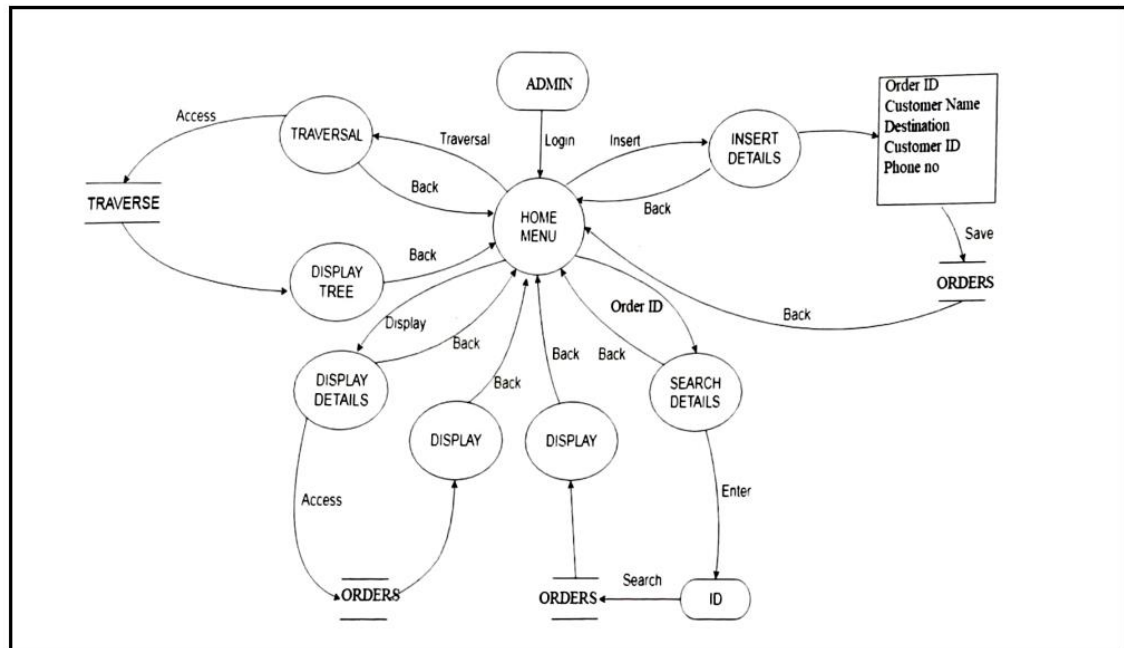 ADMIN
Order ID
Customer Name
Destination
Customer ID
Phone no
Access
TRAVERSAL
Traversal
Login
Insert
INSERT
DETAILS
Back
Back
TRAVERSE
HOME
MENU
Save
DISPLAY
TREE
Back
ORDERS
Order ID
Back
Display
Back
Back
Back
DISPLAY
DETAILS
Back
SEARCH
DETAILS
DISPLAY
DISPLAY
Access
Enter
ORDERS
ORDERS
Search
ID